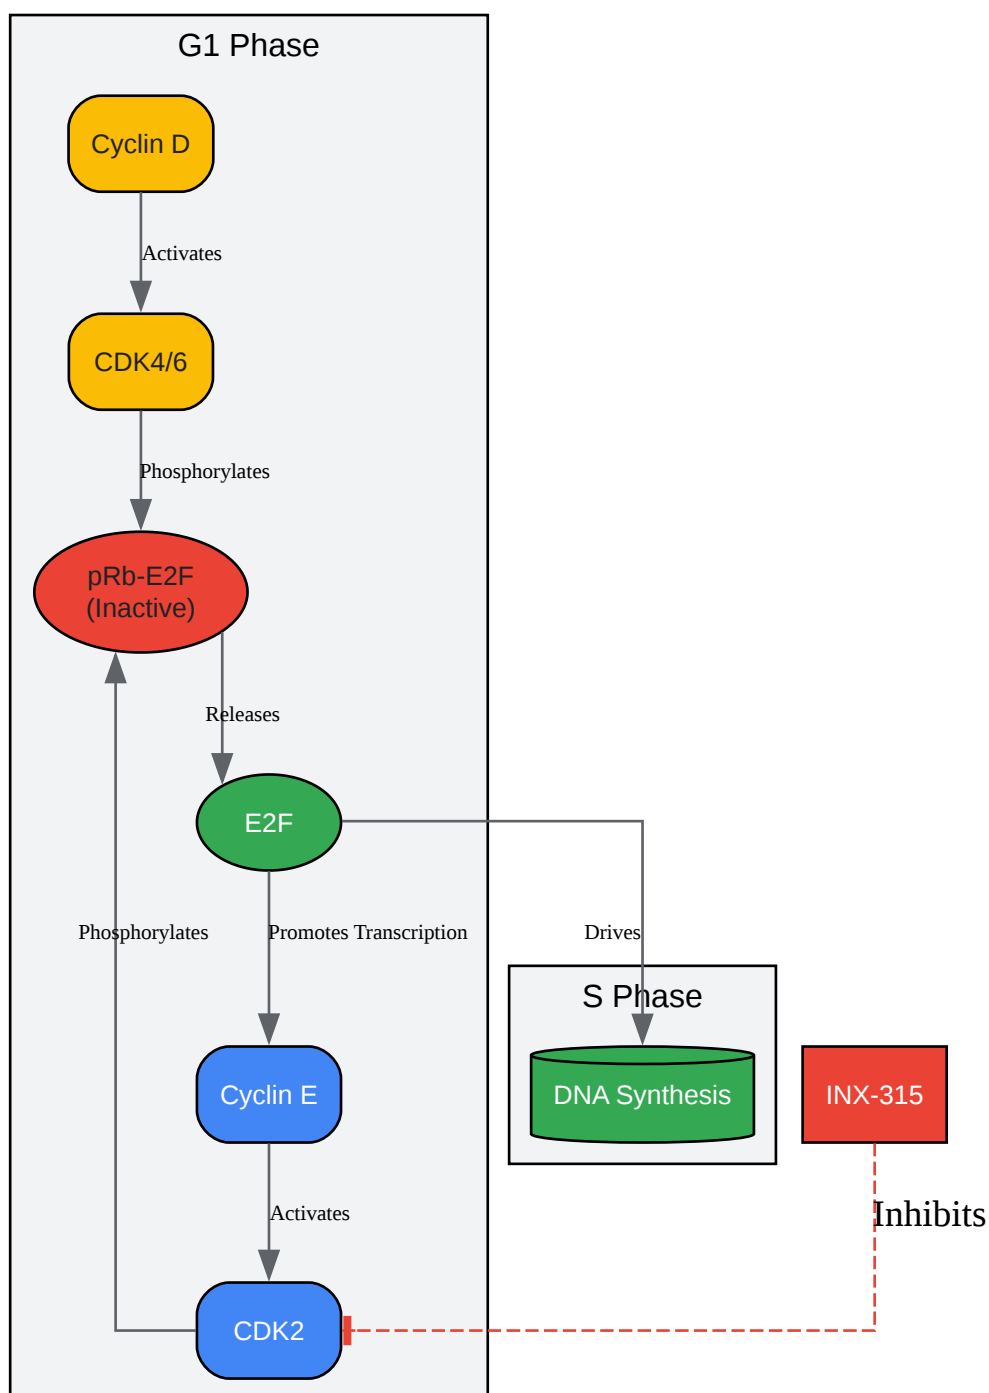 G1 Phase
Cyclin D
Activates
CDK4/6
Phosphorylates
pRb-E2F
(Inactive)
Releases
E2F
Phosphorylates
Promotes Transcription
Drives
S Phase
Cyclin E
DNA Synthesis
INX-315
Activates
Inhibits
CDK2